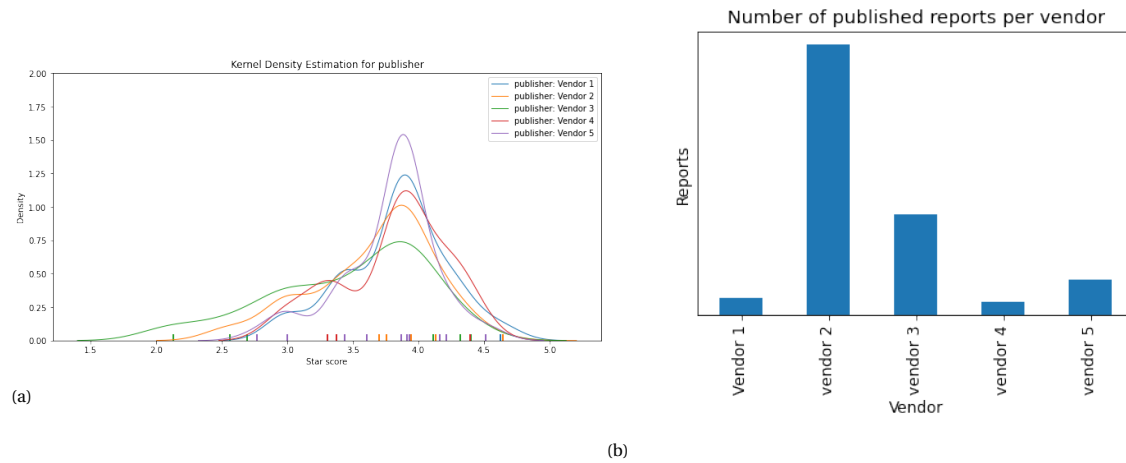 Kernel Density Estimation for publisher
2.00
1.75
1.50
1.25
1.00
0.75
0.50
0.25
0.00
Density
publisher: Vendor 1
publisher: Vendor 2
publisher: Vendor 3
publisher: Vendor 4
publisher: Vendor 5
1.5 2.0 2.5 3.0 3.5 4.0 4.5 5.0
Star score
(a)
Number of published reports per vendor
Reports
Vendor 1
vendor 2
vendor 3
vendor 4
vendor 5
Vendor
(b)